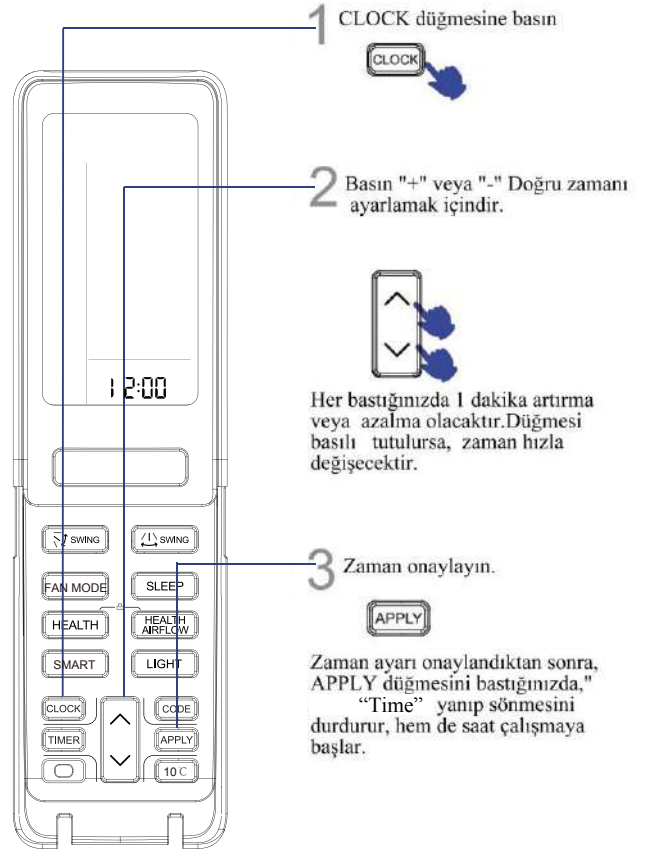 1 CLOCK düğmesine basın
CLOCK
2 Basın "+" veya "-" Doğru zamanı
ayarlamak içindir.
Her bastığınızda 1 dakika artırma
veya azalma olacaktır.Düğmesi
basılı tutulursa, zaman hızla
değişecektir.
3 Zaman onaylayın.
APPLY
Zaman ayarı onaylandıktan sonra,
APPLY düğmesini bastığınızda,"
“Time” yanıp sönmesini
durdurur, hem de saat çalışmaya
başlar.
12:00
SWING SWING
FAN MODE SLEEP
HEALTH HEALTH
AIRFLOW
SMART LIGHT
CLOCK CODE
TIMER APPLY
10 C